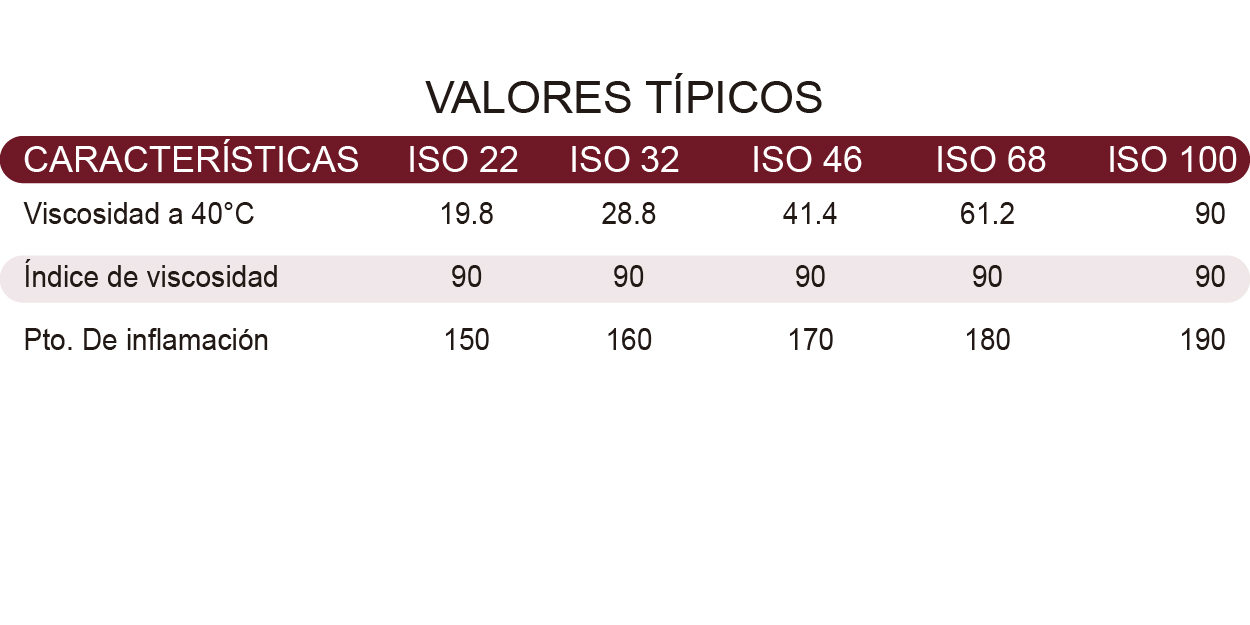 VALORES TÍPICOS
CARACTERÍSTICAS ISO 22 ISO 32 ISO 46 ISO 68 ISO 100
Viscosidad a 40°C 19.8 28.8 41.4 61.2 90
Índice de viscosidad 90 90 90 90 90
Pto. De inflamación 150 160 170 180 190